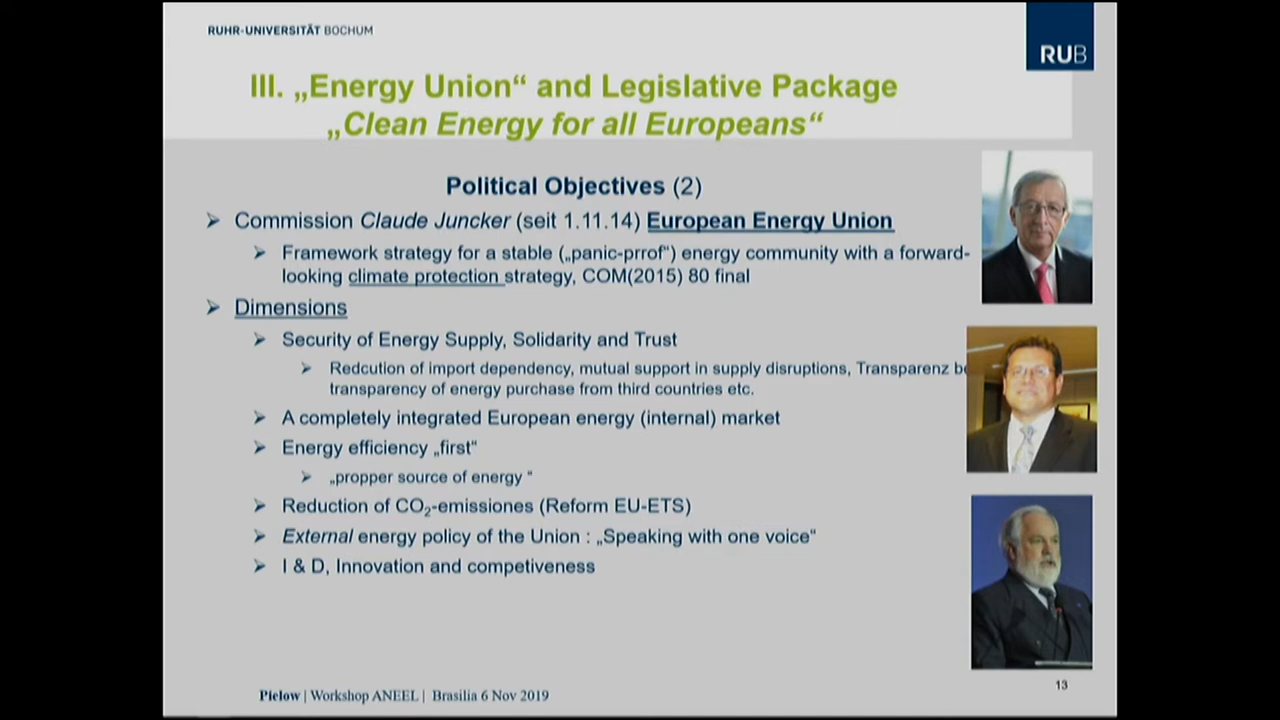 RUHR-UNIVERSITÄT BOCHUM
RUB
III. „Energy Union“ and Legislative Package
„Clean Energy for all Europeans“
Political Objectives (2)
Commission Claude Juncker (seit 1.11.14) European Energy Union
Framework strategy for a stable („panic-prrof“) energy community with a forward-
looking climate protection strategy, COM(2015) 80 final
Dimensions
Security of Energy Supply, Solidarity and Trust
Redcution of import dependency, mutual support in supply disruptions, Transparenz
transparency of energy purchase from third countries etc.
A completely integrated European energy (internal) market
Energy efficiency „first“
„propper source of energy “
Reduction of CO₂-emissiones (Reform EU-ETS)
External energy policy of the Union : „Speaking with one voice“
I & D, Innovation and competiveness
Pielow | Workshop ANEEL | Brasilia 6 Nov 2019
13